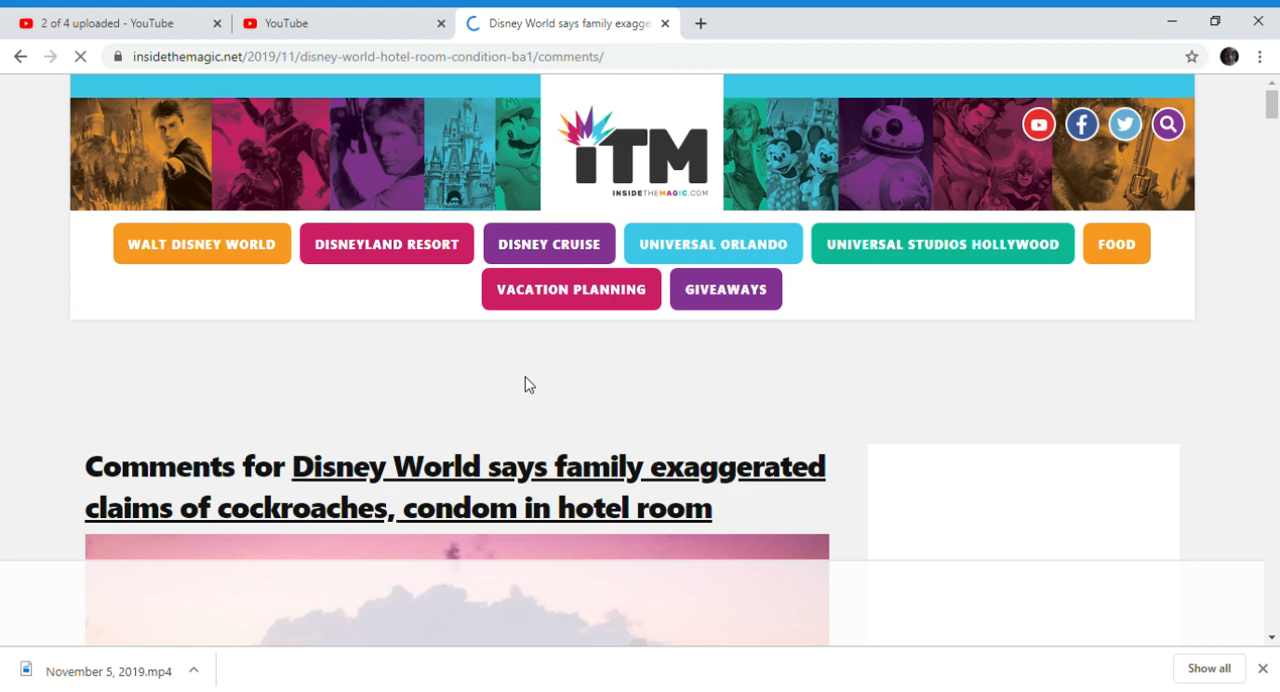 2 of 4 uploaded - YouTube
YouTube
Disney World says family exagge
insidethemagic.net/2019/11/disney-world-hotel-room-condition-ba1/comments/
iTM
INSIDETHEMAGIC.COM
WALT DISNEY WORLD
DISNEYLAND RESORT
DISNEY CRUISE
UNIVERSAL ORLANDO
UNIVERSAL STUDIOS HOLLYWOOD
FOOD
VACATION PLANNING
GIVEAWAYS
Comments for Disney World says family exaggerated
claims of cockroaches, condom in hotel room
November 5, 2019.mp4
Show all